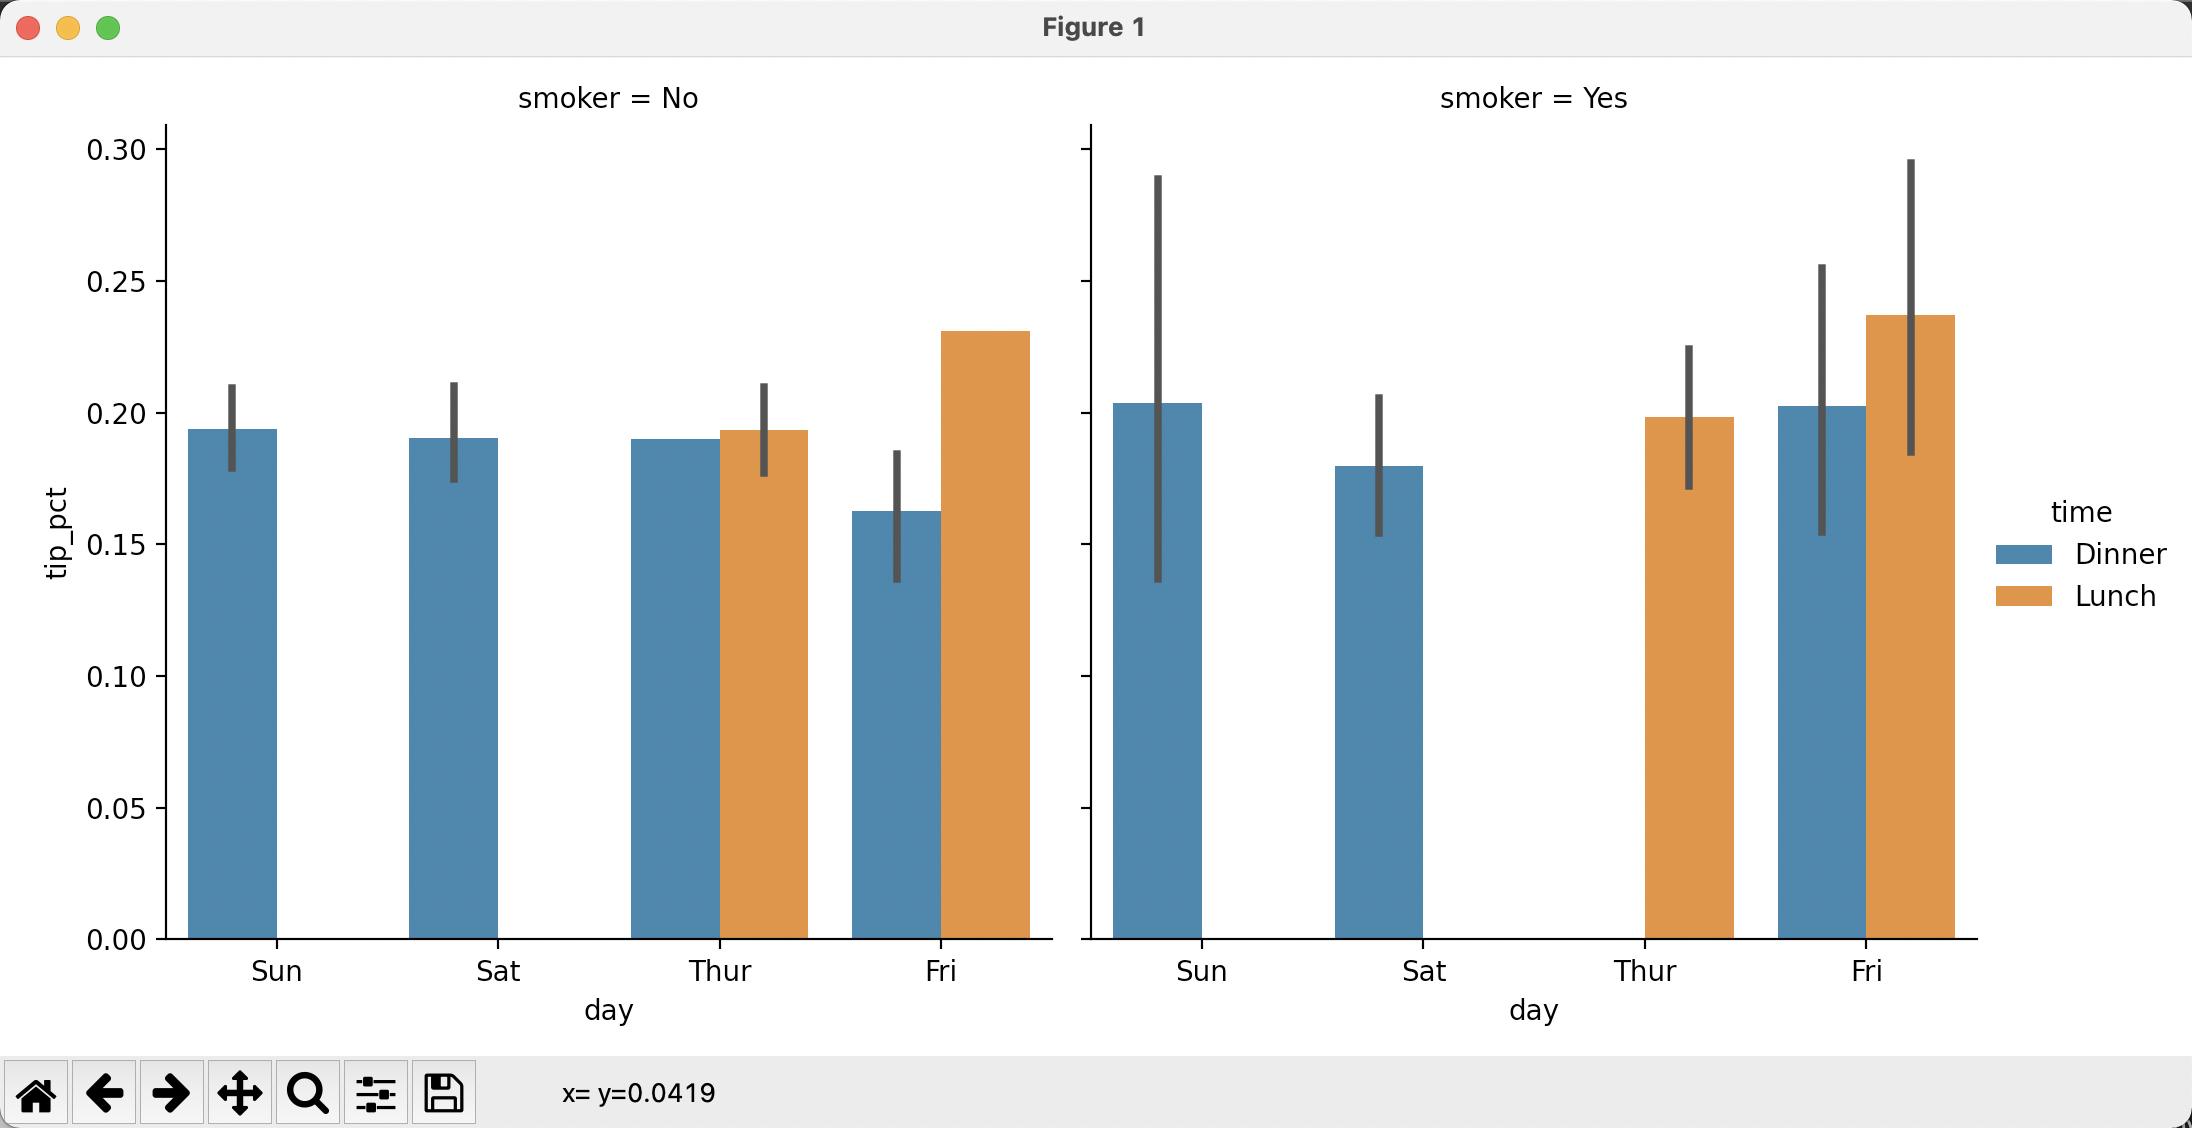 Figure 1
smoker = No
smoker = Yes
tip_pct
0.30
0.25
0.20
0.15
0.10
0.05
0.00
Sun Sat Thur Fri
day
Sun Sat Thur Fri
day
time
Dinner
Lunch
x= y=0.0419